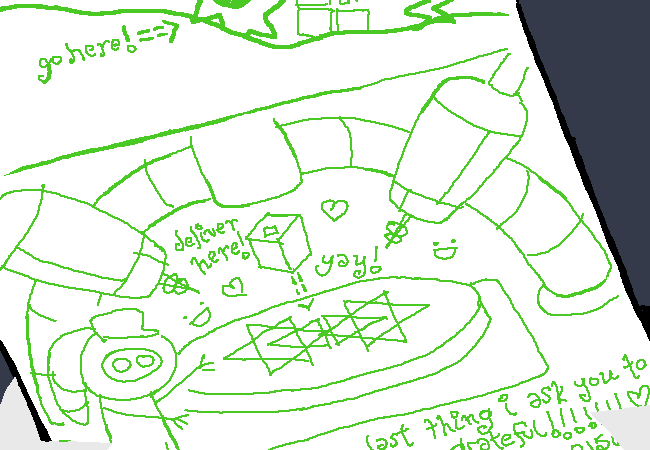 go here! ==>
deliver
here!
yay!
last thing i ask you to
grateful!!!!!!!!♡